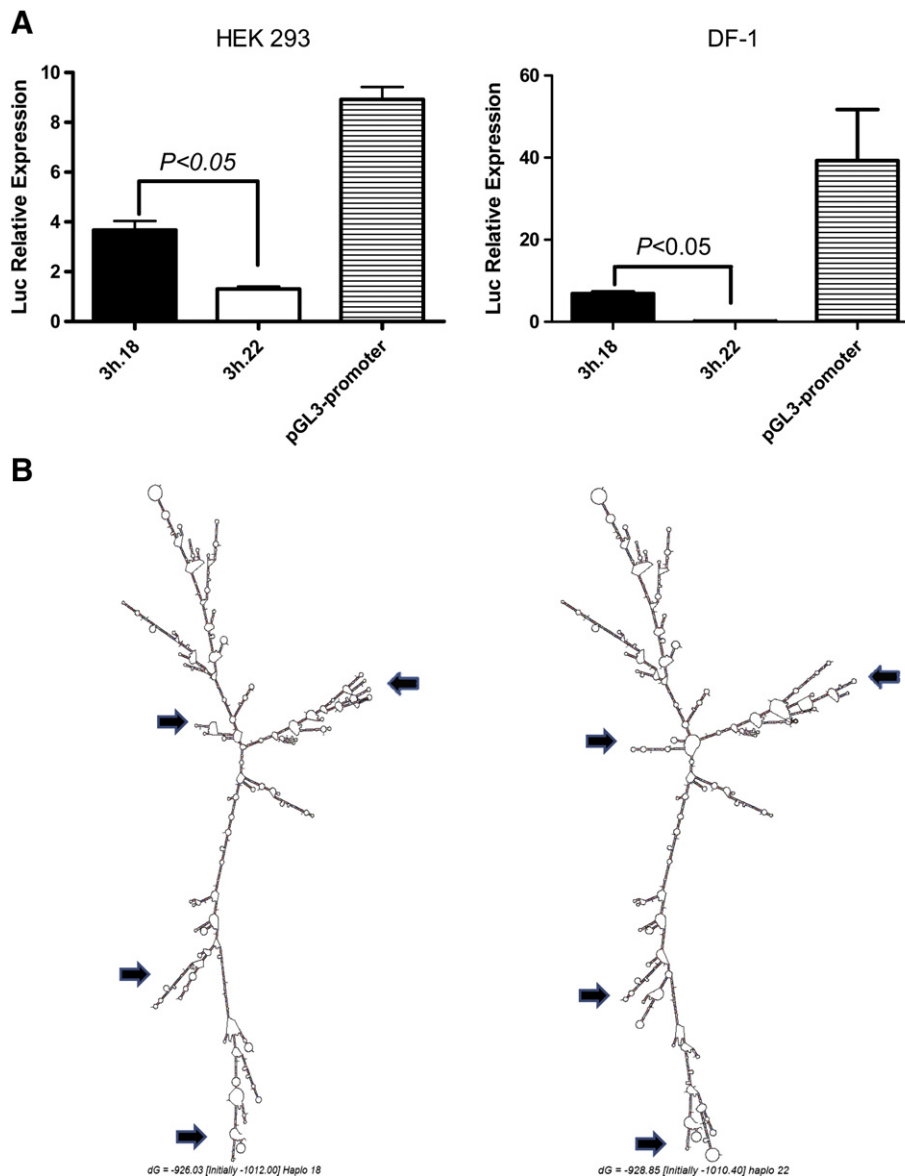 A
HEK 293
Luc Relative Expression
10
8
6
4
2
0
P<0.05
3h.18
3h.22
pGL3-promoter
DF-1
Luc Relative Expression
60
40
20
0
P<0.05
3h.18
3h.22
pGL3-promoter
B
dG = -926.03 [Initially -1012.00] Haplo 18
dG = -928.85 [Initially -1010.40] haplo 22